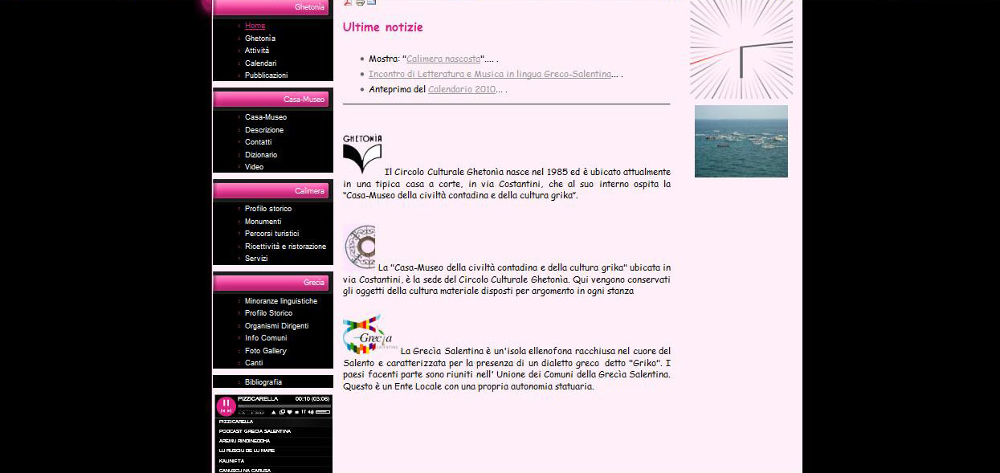 Ghetonìa
Home
Ghetonìa
Attività
Calendari
Pubblicazioni
Casa-Museo
Casa-Museo
Descrizione
Contatti
Dizionario
Video
Calimera
Profilo storico
Monumenti
Percorsi turistici
Ricettività e ristorazione
Servizi
Grecìa
Minoranze linguistiche
Profilo Storico
Organismi Dirigenti
Info Comuni
Foto Gallery
Canti
Bibliografia
PIZZICARELLA 00:10 (03:06)
PIZZICARELLA
PODCAST GRECIA SALENTINA
AREMU RINDINEDDHA
LU RUSCIU DE LU MARE
KALINIFTA
CANUSCU NA CARUSA
Ultime notizie
Mostra: "Calimera nascosta".... .
Incontro di Letteratura e Musica in lingua Greco-Salentina... .
Anteprima del Calendario 2010... .
GHETONÌA
Il Circolo Culturale Ghetonìa nasce nel 1985 ed è ubicato attualmente
in una tipica casa a corte, in via Costantini, che al suo interno ospita la
“Casa-Museo della civiltà contadina e della cultura grika”.
La "Casa-Museo della civiltà contadina e della cultura grika" ubicata in
via Costantini, è la sede del Circolo Culturale Ghetonìa. Qui vengono conservati
gli oggetti della cultura materiale disposti per argomento in ogni stanza
Grecìa
SALENTINA
La Grecìa Salentina è un'isola ellenofona racchiusa nel cuore del
Salento e caratterizzata per la presenza di un dialetto greco detto "Griko". I
paesi facenti parte sono riuniti nell' Unione dei Comuni della Grecìa Salentina.
Questo è un Ente Locale con una propria autonomia statuaria.